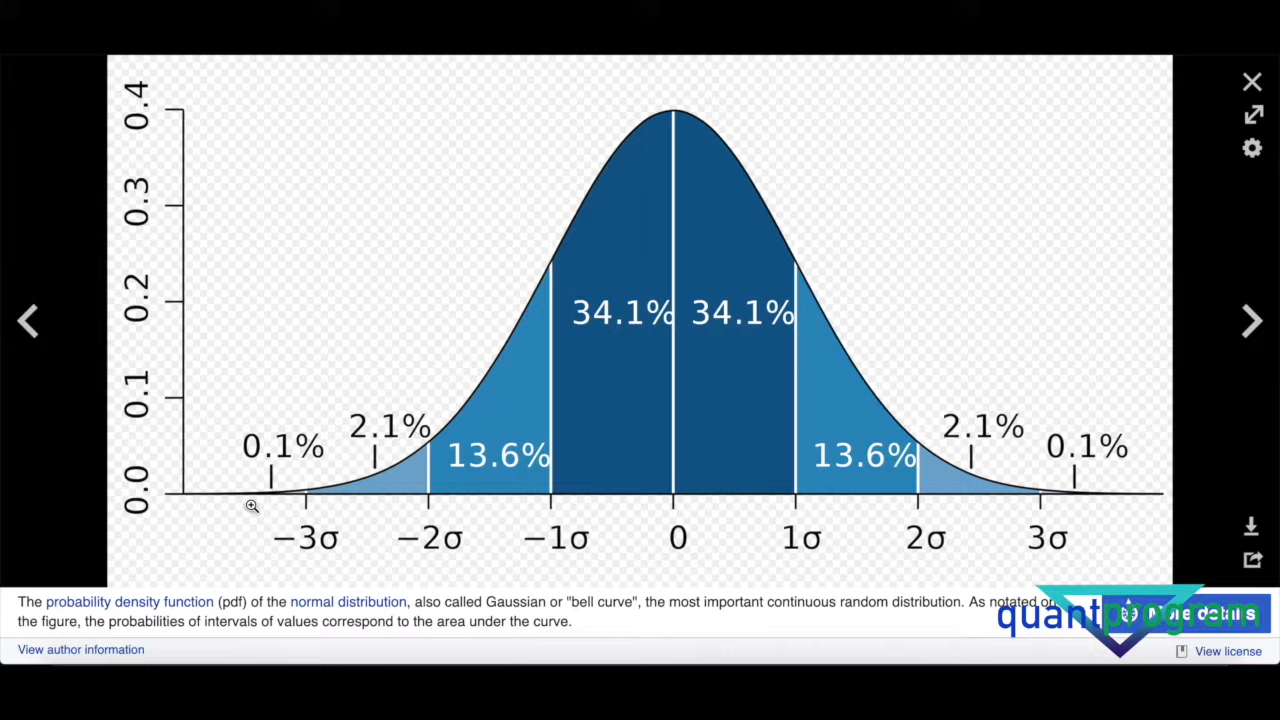 0.4
0.3
0.2
0.1
0.0
34.1% 34.1%
0.1% 2.1% 13.6% 13.6% 2.1% 0.1%
−3σ −2σ −1σ 0 1σ 2σ 3σ
The probability density function (pdf) of the normal distribution, also called Gaussian or "bell curve", the most important continuous random distribution. As noted on
the figure, the probabilities of intervals of values correspond to the area under the curve.
More details
quantprogram
View author information
View license